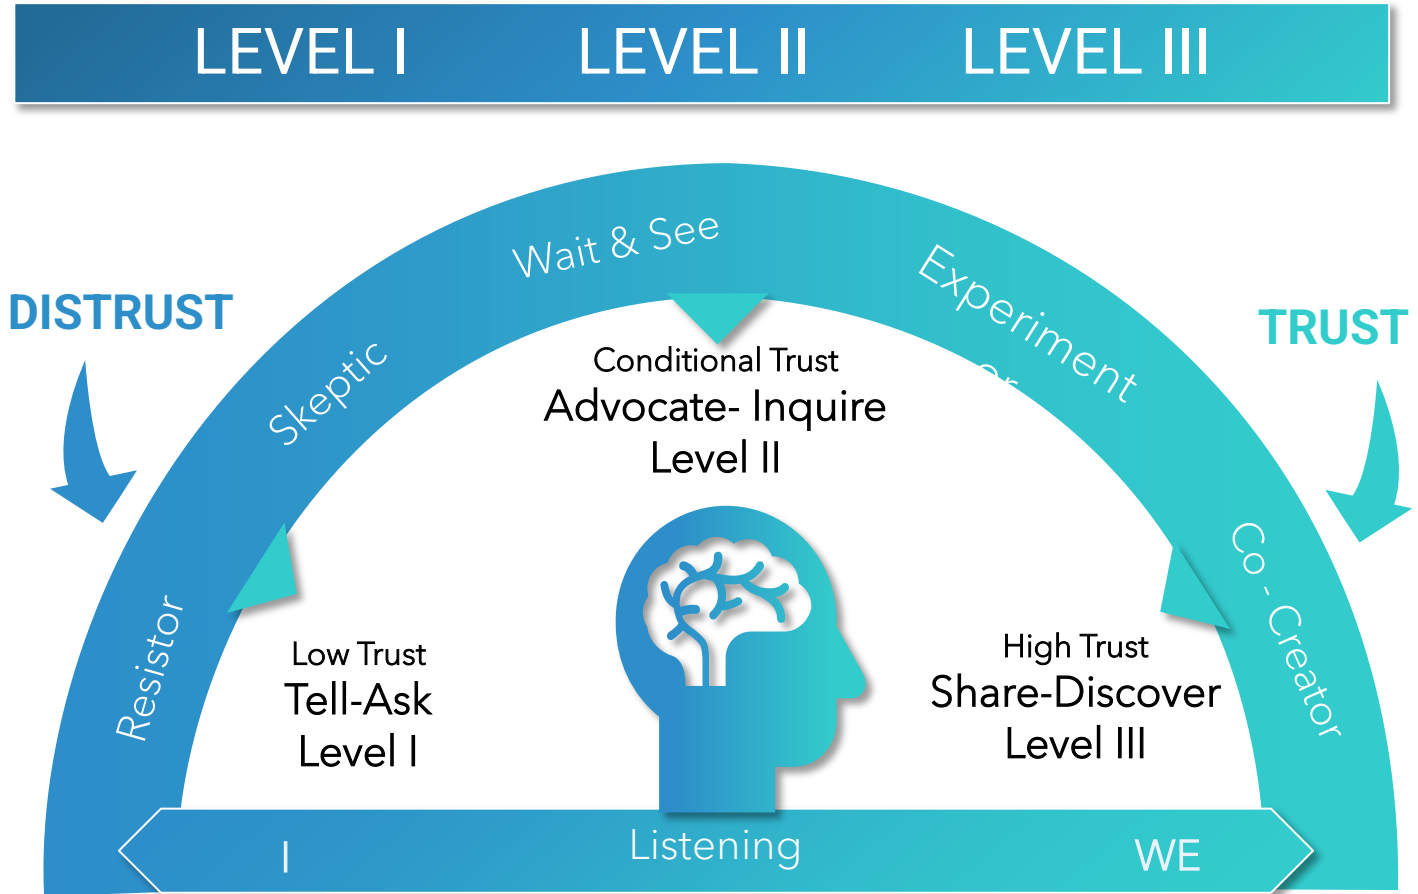 LEVEL I LEVEL II LEVEL III
DISTRUST
TRUST
Resistor
Skeptic
Wait & See
Experiment
or
Co - Creator
Conditional Trust
Advocate- Inquire
Level II
Low Trust
Tell-Ask
Level I
High Trust
Share-Discover
Level III
I Listening WE